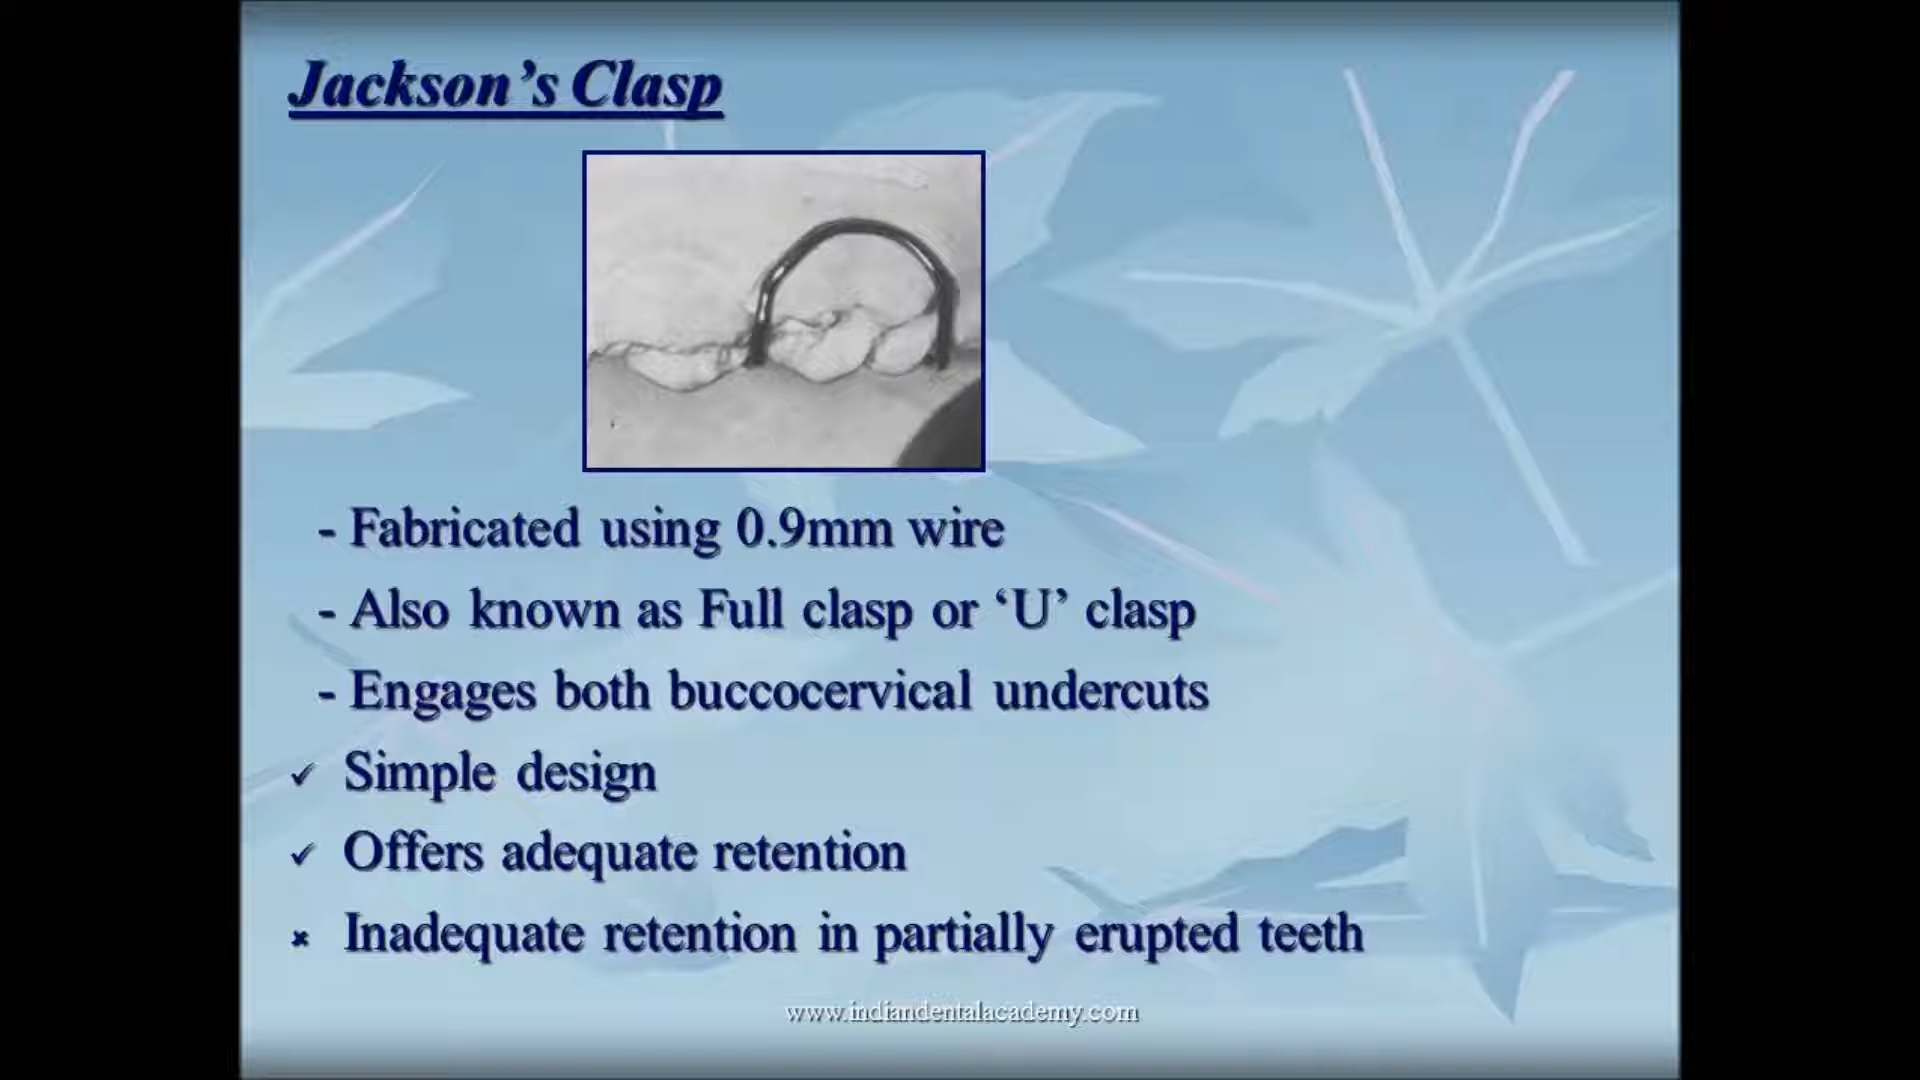 Jackson’s Clasp
- Fabricated using 0.9mm wire
- Also known as Full clasp or ‘U’ clasp
- Engages both buccocervical undercuts
✓ Simple design
✓ Offers adequate retention
✖ Inadequate retention in partially erupted teeth
www.indiandentalacademy.com